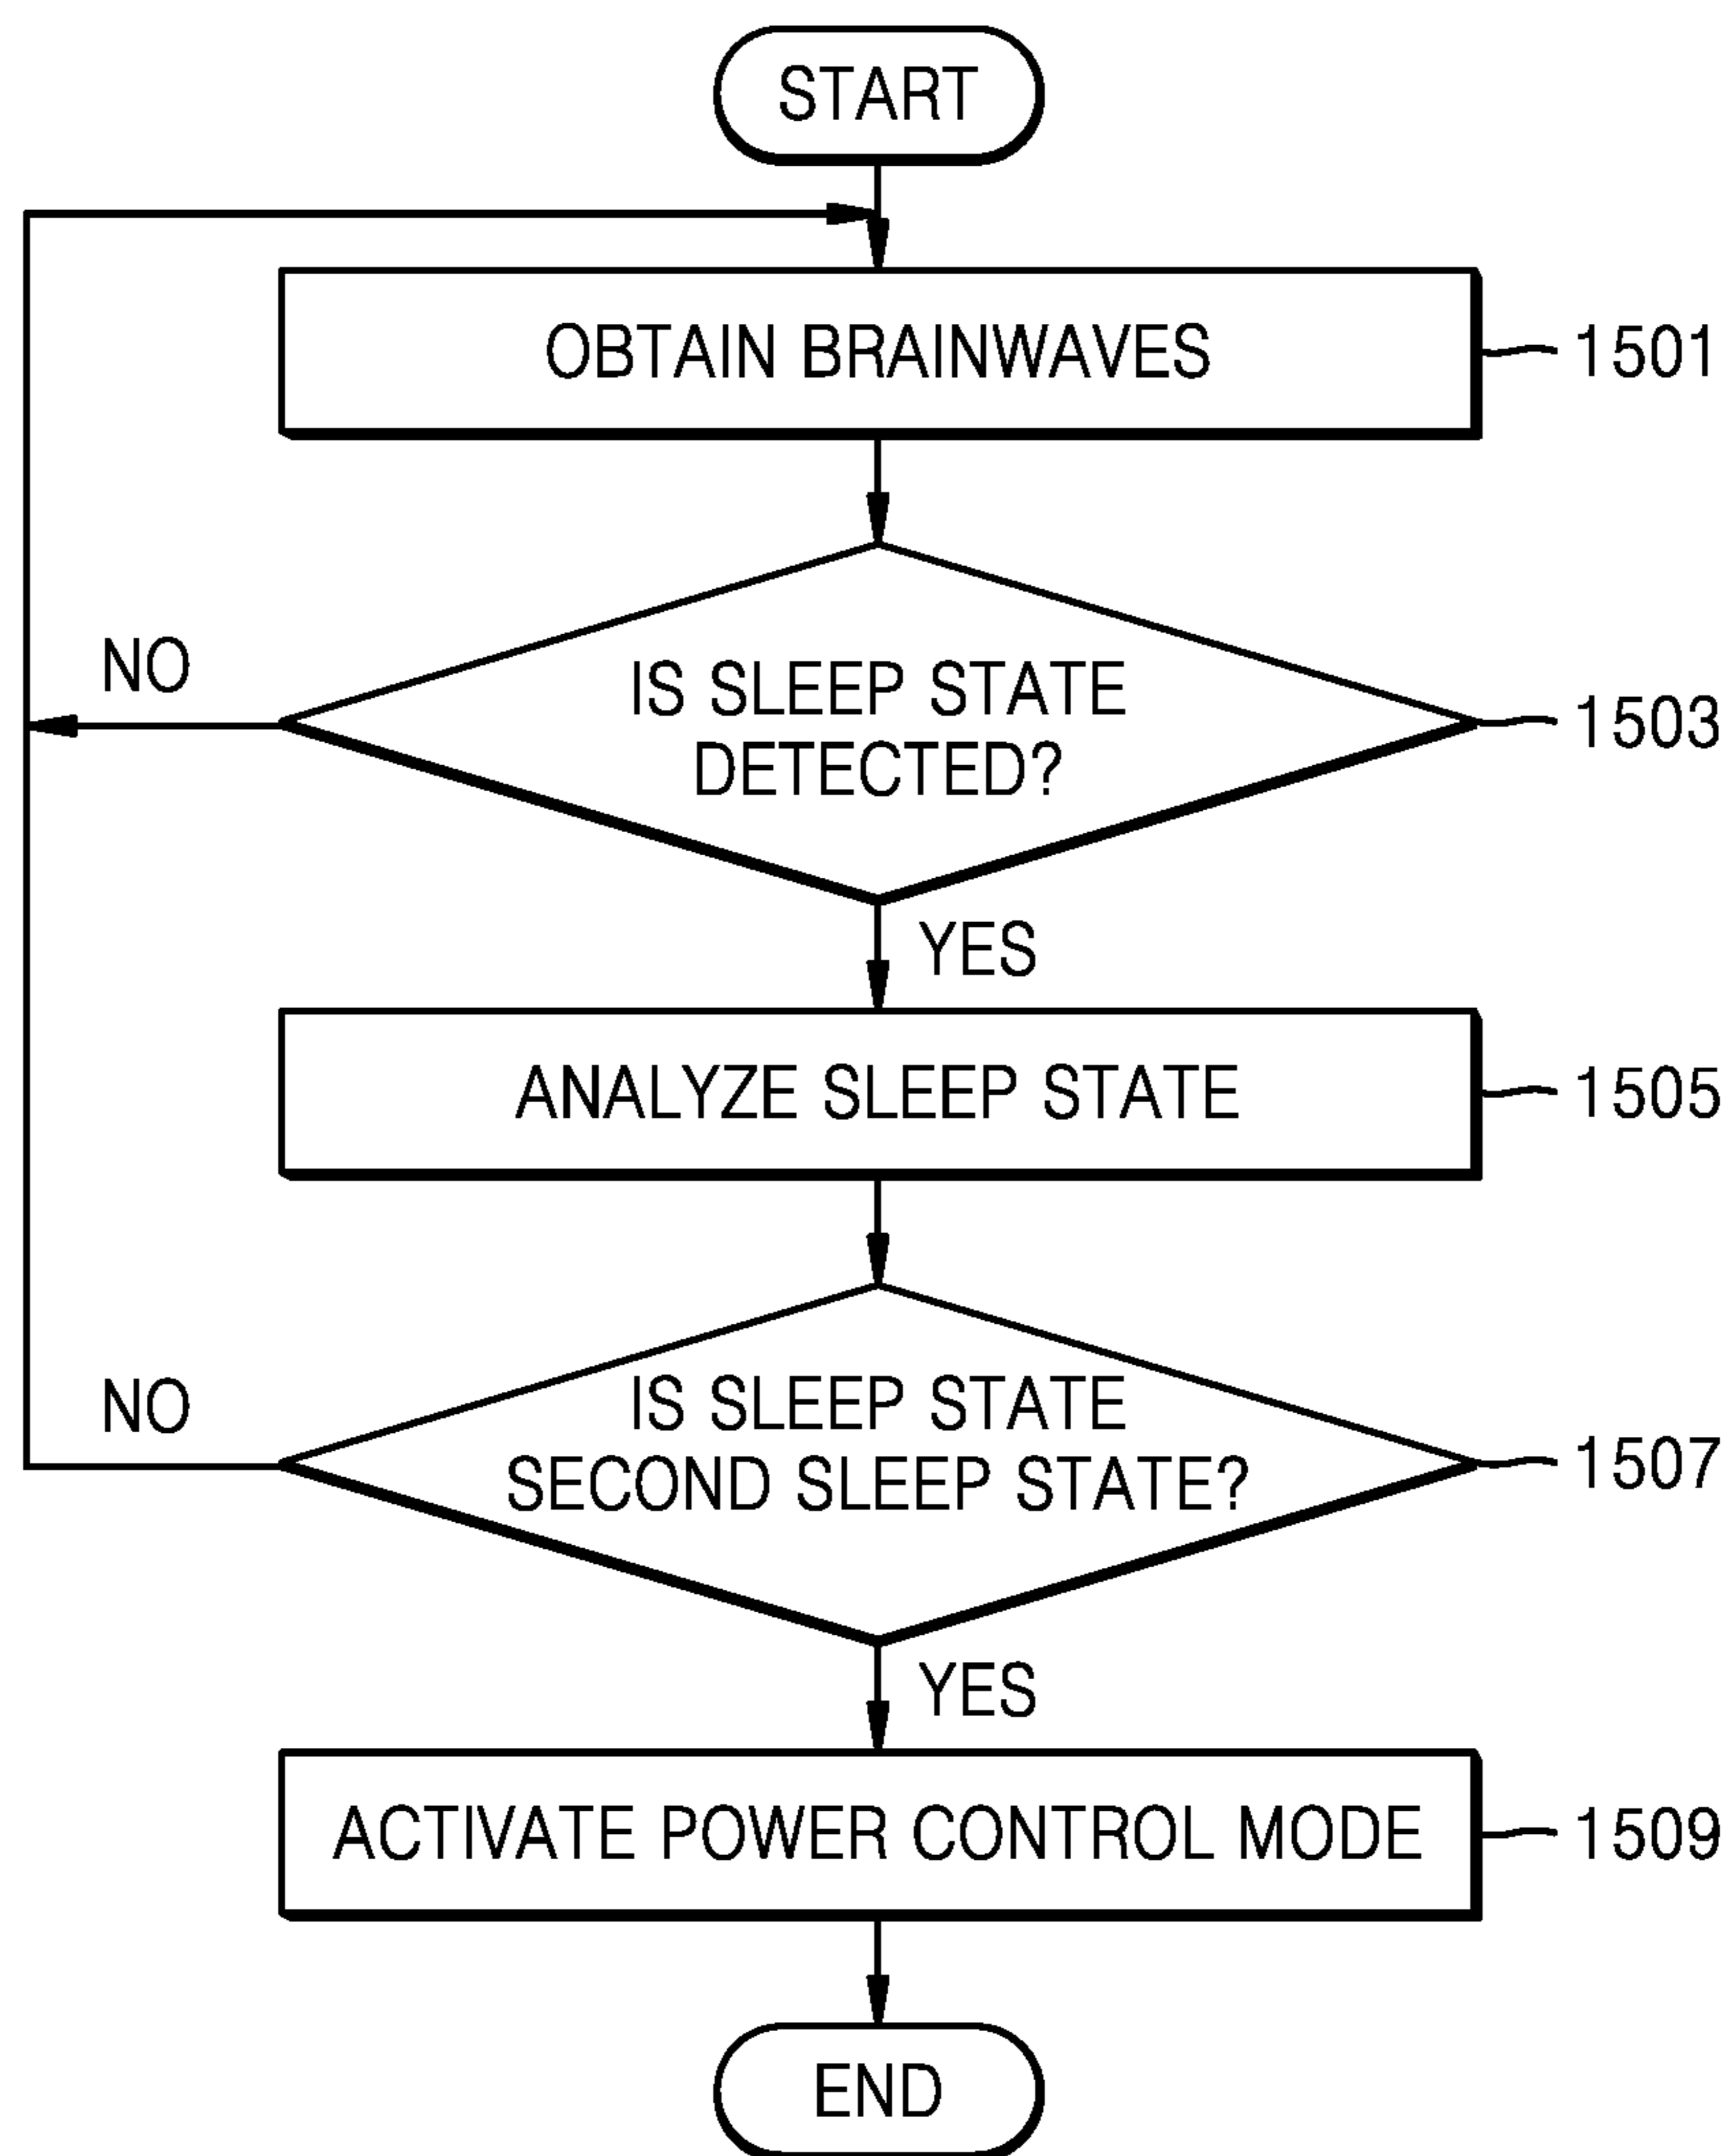 START
OBTAIN BRAINWAVES
1501
NO
IS SLEEP STATE
DETECTED?
1503
YES
ANALYZE SLEEP STATE
1505
NO
IS SLEEP STATE
SECOND SLEEP STATE?
1507
YES
ACTIVATE POWER CONTROL MODE
1509
END